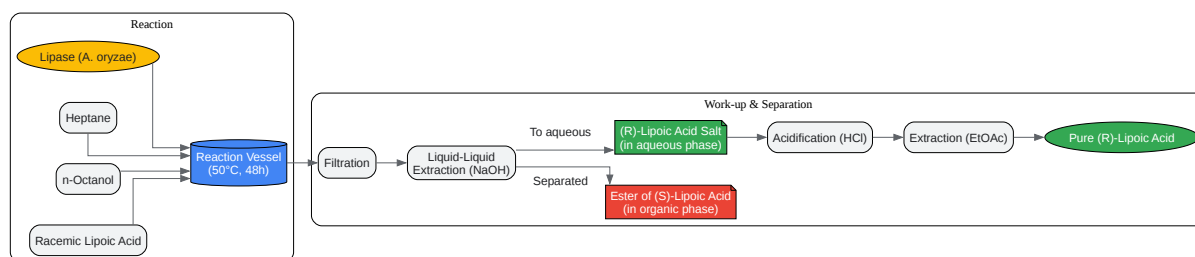 Reaction
Lipase (A. oryzae)
Heptane
n-Octanol
Racemic Lipoic Acid
Reaction Vessel
(50°C, 48h)
Work-up & Separation
Filtration
Liquid-Liquid
Extraction (NaOH)
To aqueous
Separated
(R)-Lipoic Acid Salt
(in aqueous phase)
Ester of (S)-Lipoic Acid
(in organic phase)
Acidification (HCl)
Extraction (EtOAc)
Pure (R)-Lipoic Acid